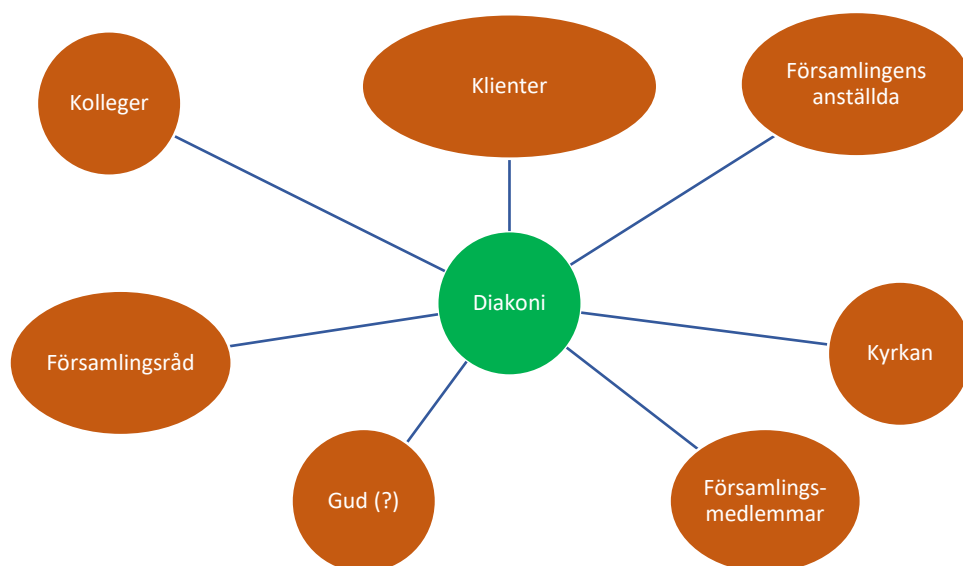 Kolleger
Klienter
Församlingens
anställda
Diakoni
Församlingsråd
Kyrkan
Gud (?)
Församlings-
medlemmar